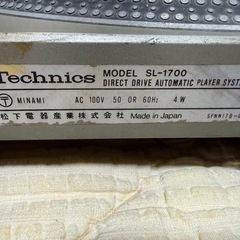 Technics MODEL SL-1700
DIRECT DRIVE AUTOMATIC PLAYER SYSTEM
T MINAMI AC 100V 50 OR 60Hz 4W
松下電器産業株式会社 Made in Japan